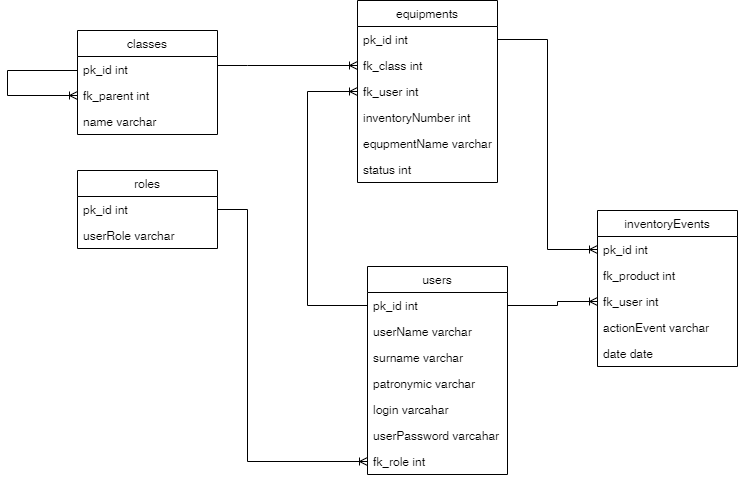 classes
pk_id int
fk_parent int
name varchar
equipments
pk_id int
fk_class int
fk_user int
inventoryNumber int
equpmentName varchar
status int
roles
pk_id int
userRole varchar
inventoryEvents
pk_id int
fk_product int
fk_user int
actionEvent varchar
date date
users
pk_id int
userName varchar
surname varchar
patronymic varchar
login varcahar
userPassword varcahar
fk_role int